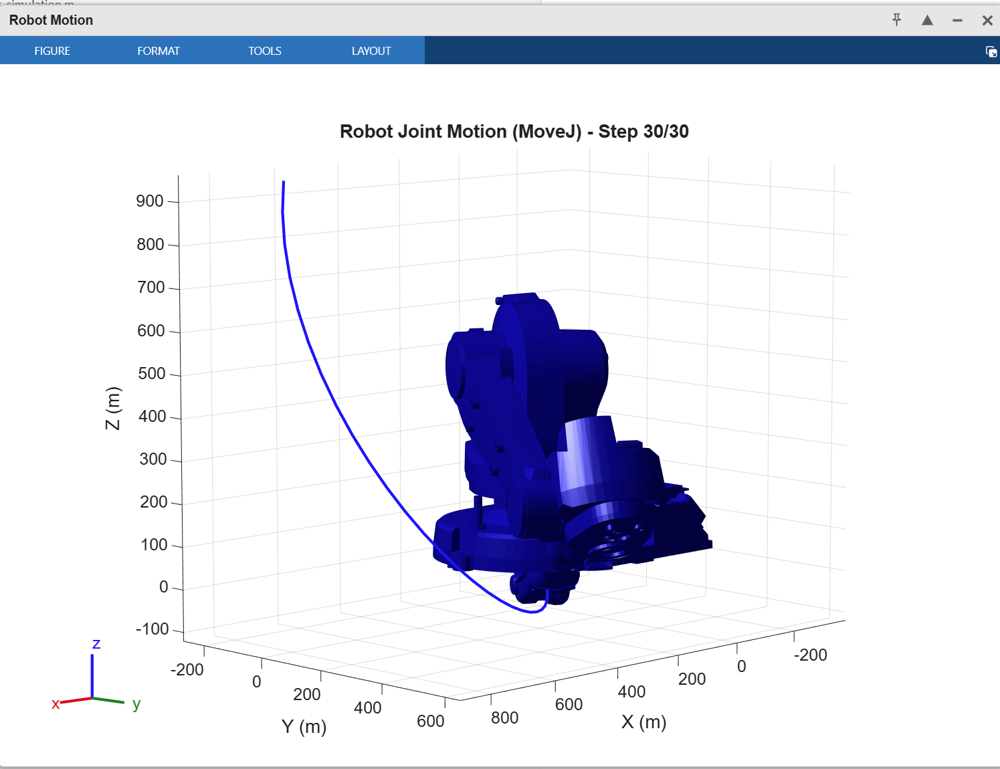 simulation.m
Robot Motion
FIGURE FORMAT TOOLS LAYOUT
Robot Joint Motion (MoveJ) - Step 30/30
900
800
700
600
500
400
300
200
100
0
-100
Z (m)
-200
0
200
400
600
Y (m)
800
600
400
200
0
-200
X (m)
z
x
y